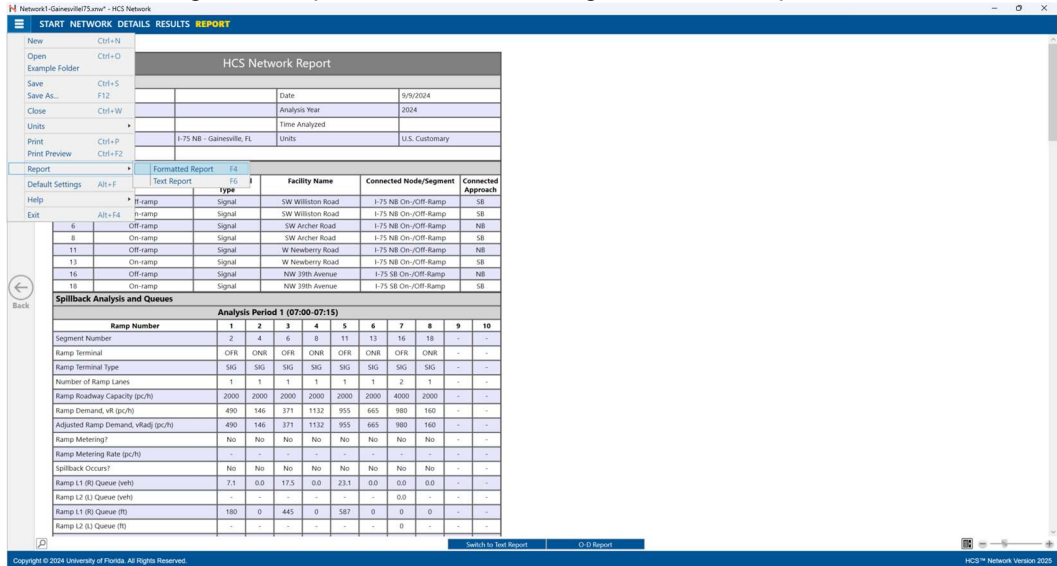 Network1-GainesvilleI75.xnw* - HCS Network
START NETWORK DETAILS RESULTS REPORT
New Ctrl+N
Open Ctrl+O
Example Folder
Save Ctrl+S
Save As... F12
Close Ctrl+W
Units
Print Ctrl+P
Print Preview Ctrl+F2
Report
Default Settings Alt+F
Help
Exit Alt+F4
Formatted Report F4
Text Report F6
HCS Network Report
Date 9/9/2024
Analysis Year 2024
Time Analyzed
I-75 NB - Gainesville, FL Units U.S. Customary
Type Facility Name Connected Node/Segment Connected Approach
ff-ramp Signal SW Williston Road I-75 NB On-/Off-Ramp SB
n-ramp Signal SW Williston Road I-75 NB On-/Off-Ramp SB
6 Off-ramp Signal SW Archer Road I-75 NB On-/Off-Ramp NB
8 On-ramp Signal SW Archer Road I-75 NB On-/Off-Ramp SB
11 Off-ramp Signal W Newberry Road I-75 NB On-/Off-Ramp NB
13 On-ramp Signal W Newberry Road I-75 NB On-/Off-Ramp SB
16 Off-ramp Signal NW 39th Avenue I-75 SB On-/Off-Ramp NB
18 On-ramp Signal NW 39th Avenue I-75 SB On-/Off-Ramp SB
Back
Spillback Analysis and Queues
Analysis Period 1 (07:00-07:15)
Ramp Number 1 2 3 4 5 6 7 8 9 10
Segment Number 2 4 6 8 11 13 16 18 - -
Ramp Terminal OFR ONR OFR ONR OFR ONR OFR ONR - -
Ramp Terminal Type SIG SIG SIG SIG SIG SIG SIG SIG - -
Number of Ramp Lanes 1 1 1 1 1 1 2 1 - -
Ramp Roadway Capacity (pc/h) 2000 2000 2000 2000 2000 2000 4000 2000 - -
Ramp Demand, vR (pc/h) 490 146 371 1132 955 665 980 160 - -
Adjusted Ramp Demand, vRadj (pc/h) 490 146 371 1132 955 665 980 160 - -
Ramp Metering? No No No No No No No No - -
Ramp Metering Rate (pc/h) - - - - - - - - - -
Spillback Occurs? No No No No No No No No - -
Ramp L1 (R) Queue (veh) 7.1 0.0 17.5 0.0 23.1 0.0 0.0 0.0 - -
Ramp L2 (L) Queue (veh) - - - - - - 0.0 - - -
Ramp L1 (R) Queue (ft) 180 0 445 0 587 0 0 0 - -
Ramp L2 (L) Queue (ft) - - - - - - 0 - - -
Switch to Text Report O-D Report
Copyright © 2024 University of Florida. All Rights Reserved. HCS™ Network Version 2025